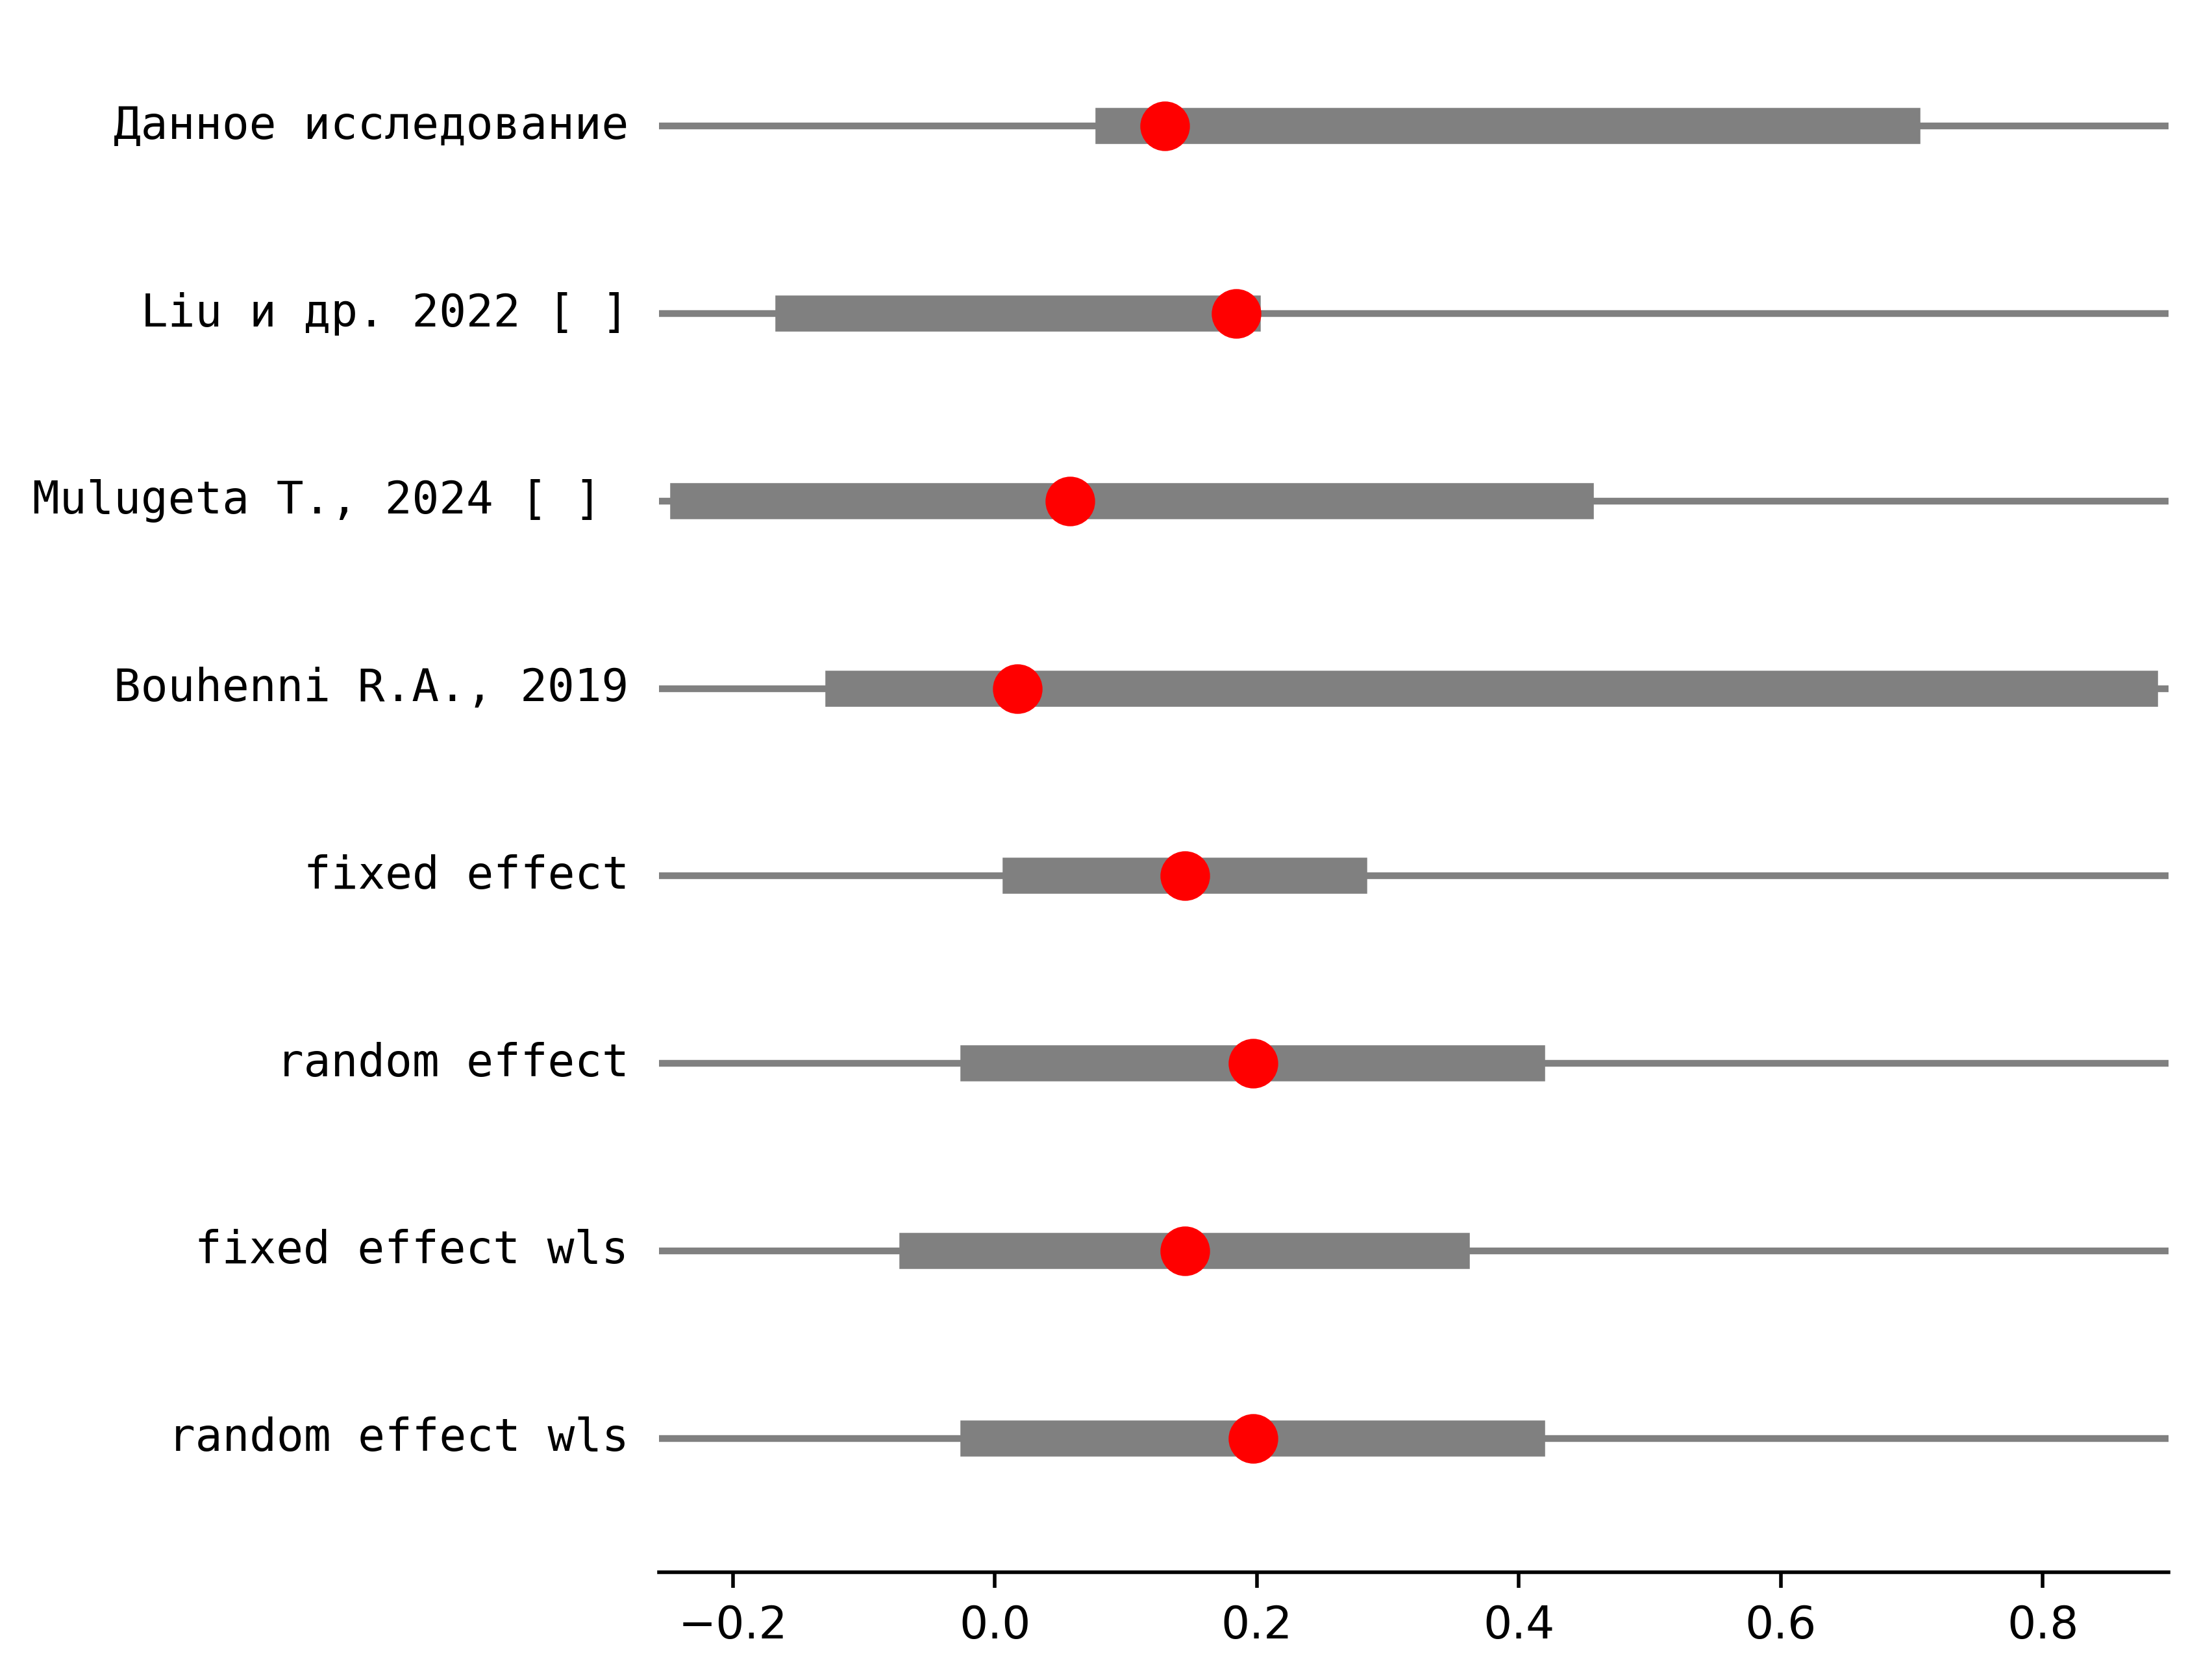 Данное исследование
Liu и др. 2022 [ ]
Mulugeta T., 2024 [ ]
Bouhenni R.A., 2019
fixed effect
random effect
fixed effect wls
random effect wls
−0.2 0.0 0.2 0.4 0.6 0.8